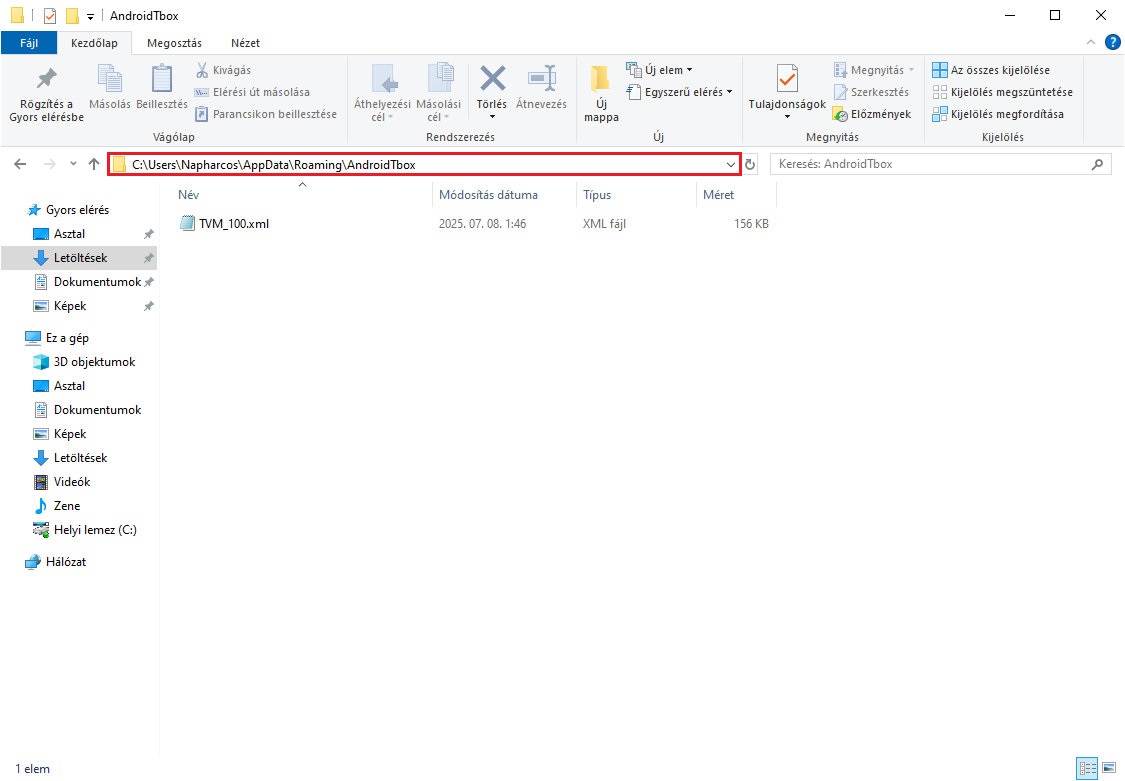 AndroidTbox
Fájl Kezdőlap Megosztás Nézet
?
Rögzítés a
Gyors elérésbe
Másolás
Beillesztés
Kivágás
Elérési út másolása
Parancsikon beillesztése
Vágólap
Áthelyezési
cél
Másolási
cél
Törlés
Átnevezés
Rendszerezés
Új
mappa
Új elem
Egyszerű elérés
Új
Tulajdonságok
Megnyitás
Szerkesztés
Előzmények
Megnyitás
Az összes kijelölése
Kijelölés megszüntetése
Kijelölés megfordítása
Kijelölés
C:\Users\Napharcos\AppData\Roaming\AndroidTbox
Keresés: AndroidTbox
Név Módosítás dátuma Típus Méret
TVM_100.xml 2025. 07. 08. 1:46 XML fájl 156 KB
Gyors elérés
Asztal
Letöltések
Dokumentumok
Képek
Ez a gép
3D objektumok
Asztal
Dokumentumok
Képek
Letöltések
Videók
Zene
Helyi lemez (C:)
Hálózat
1 elem